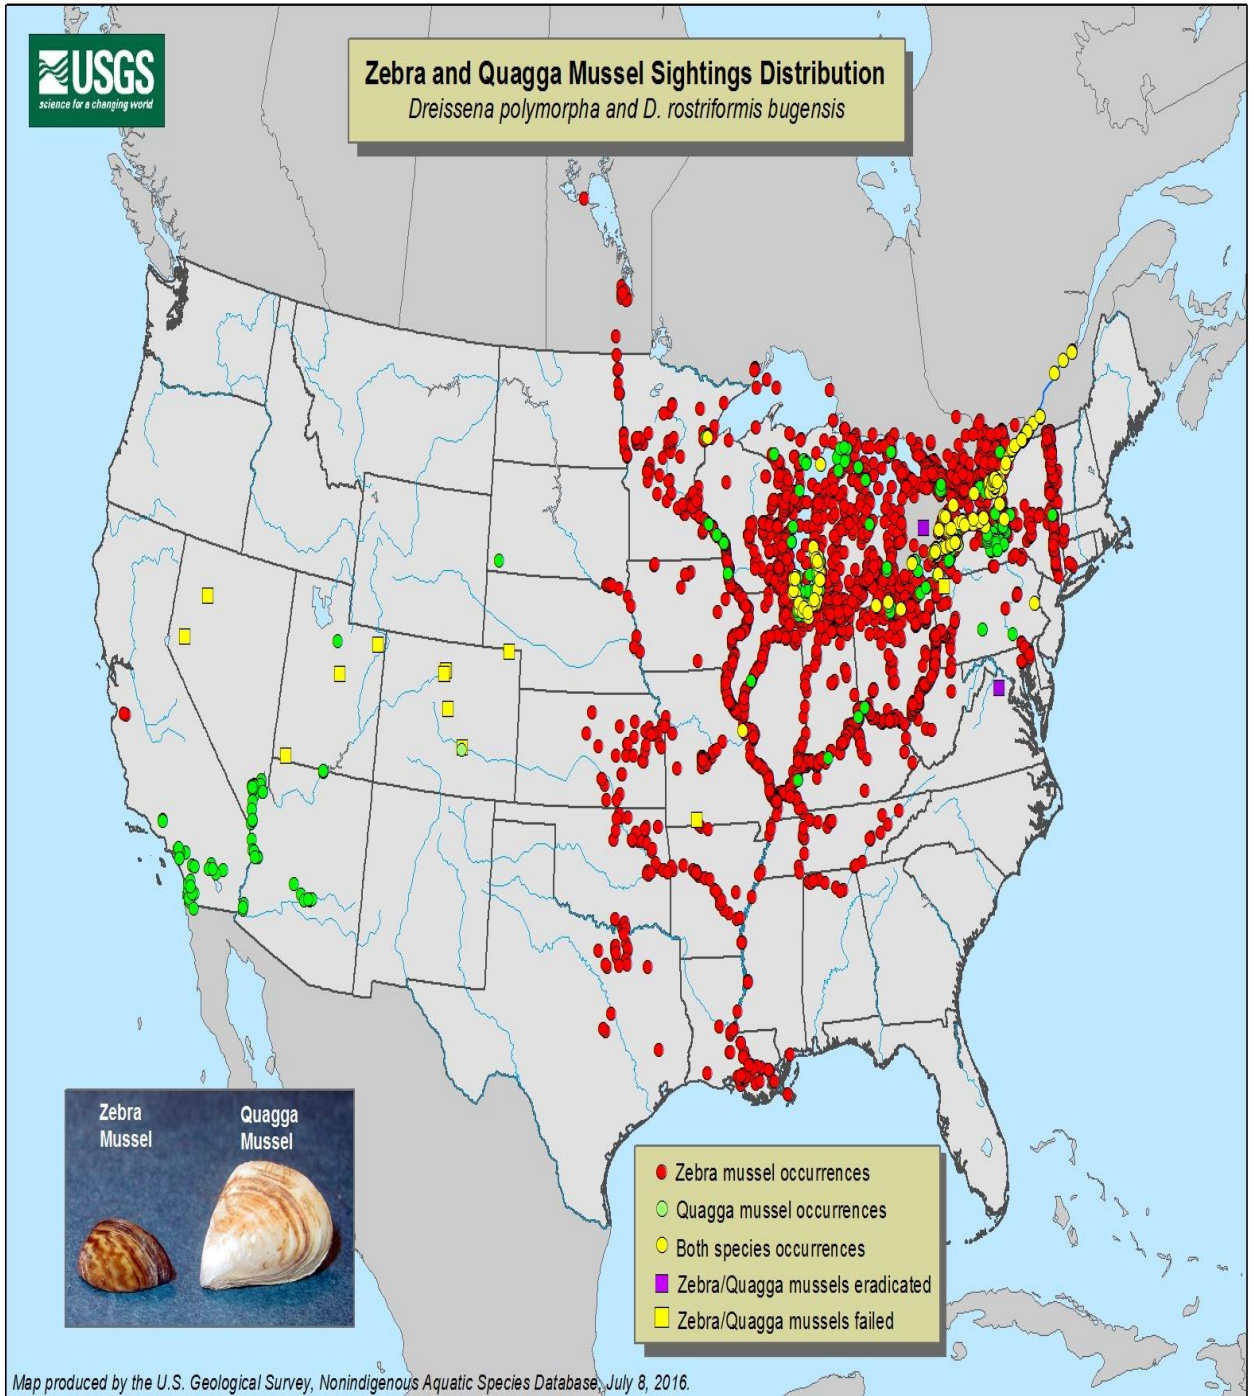 USGS
science for a changing world
Zebra and Quagga Mussel Sightings Distribution
Dreissena polymorpha and D. rostriformis bugensis
Zebra
Mussel
Quagga
Mussel
Zebra mussel occurrences
Quagga mussel occurrences
Both species occurrences
Zebra/Quagga mussels eradicated
Zebra/Quagga mussels failed
Map produced by the U.S. Geological Survey, Nonindigenous Aquatic Species Database, July 8, 2016.